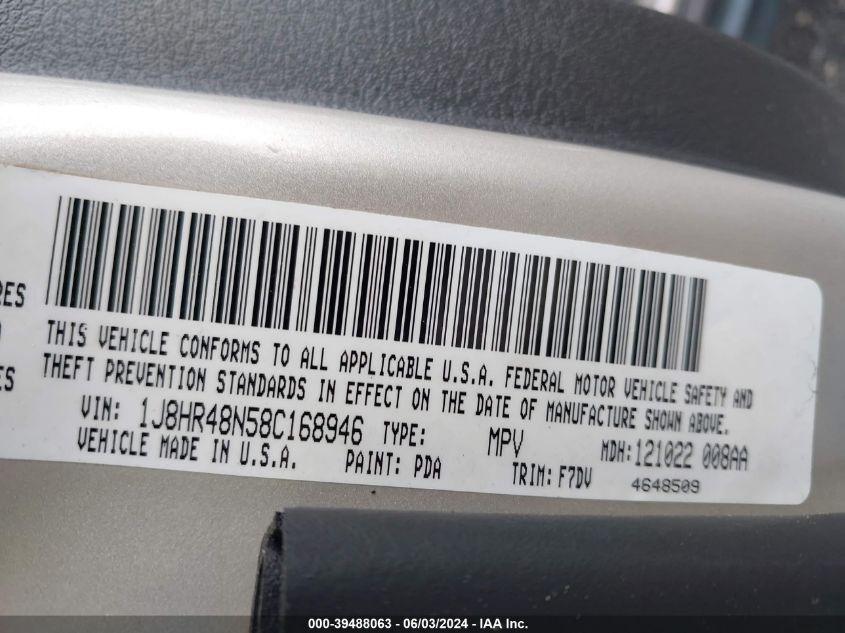 RES
THIS VEHICLE CONFORMS TO ALL APPLICABLE U.S.A. FEDERAL MOTOR VEHICLE SAFETY AND
THEFT PREVENTION STANDARDS IN EFFECT ON THE DATE OF MANUFACTURE SHOWN ABOVE.
ES
VIN: 1J8HR48N58C168946 TYPE: MPV MDH:121022 008AA
VEHICLE MADE IN U.S.A. PAINT: PDA TRIM: F7DV 4648509
000-39488063 - 06/03/2024 - IAA Inc.